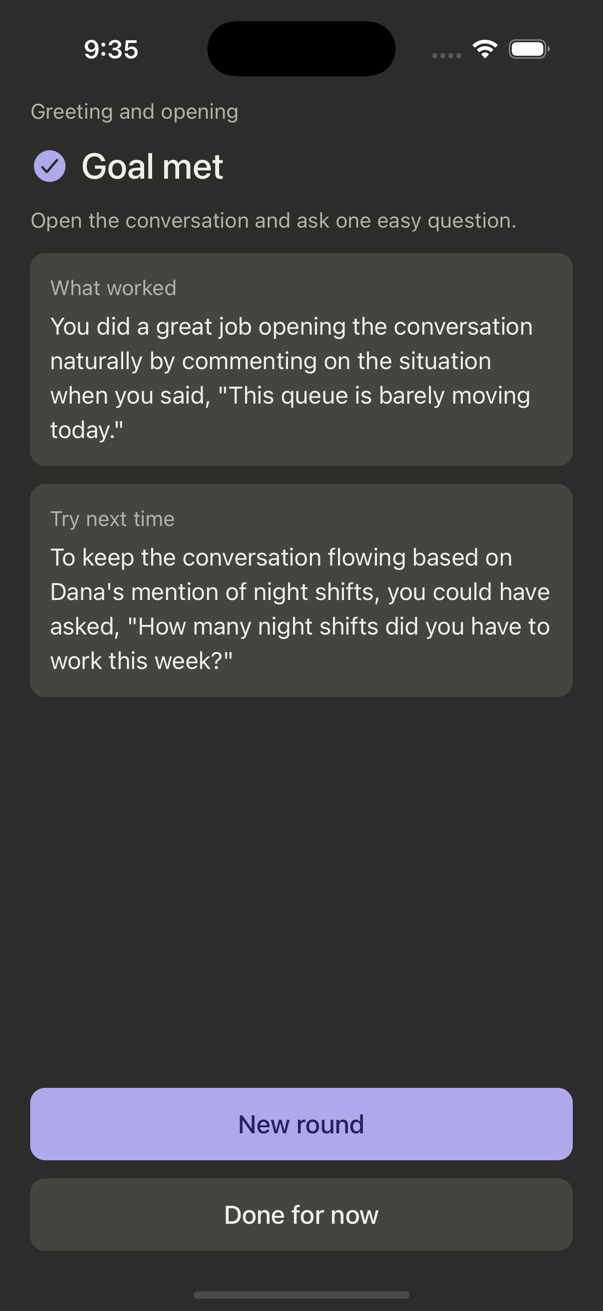 9:35
Greeting and opening
Goal met
Open the conversation and ask one easy question.
What worked
You did a great job opening the conversation
naturally by commenting on the situation
when you said, "This queue is barely moving
today."
Try next time
To keep the conversation flowing based on
Dana's mention of night shifts, you could have
asked, "How many night shifts did you have to
work this week?"
New round
Done for now